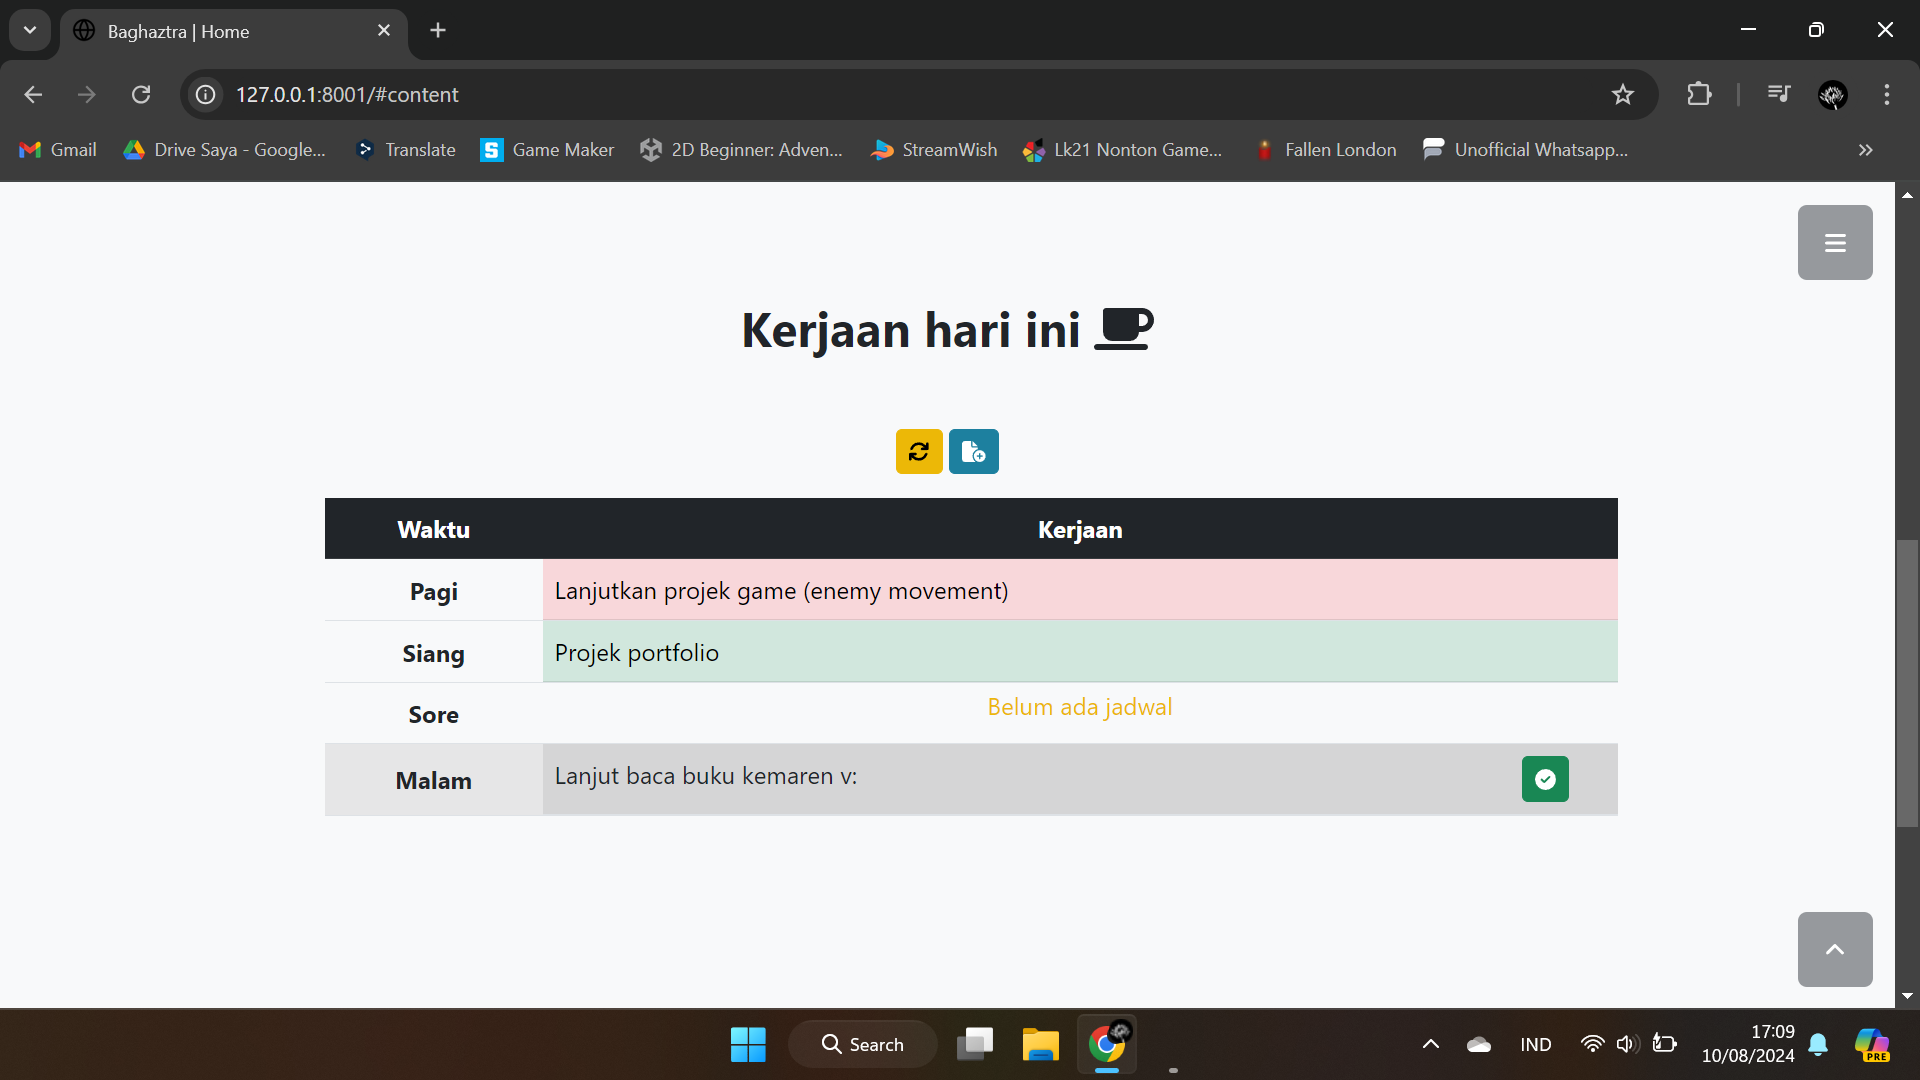 Baghaztra | Home
127.0.0.1:8001/#content
Gmail
Drive Saya - Google...
Translate
Game Maker
2D Beginner: Adven...
StreamWish
Lk21 Nonton Game...
Fallen London
Unofficial Whatsapp...
Kerjaan hari ini
Waktu Kerjaan
Pagi Lanjutkan projek game (enemy movement)
Siang Projek portfolio
Sore Belum ada jadwal
Malam Lanjut baca buku kemaren v:
Search
IND
17:09
10/08/2024
PRE